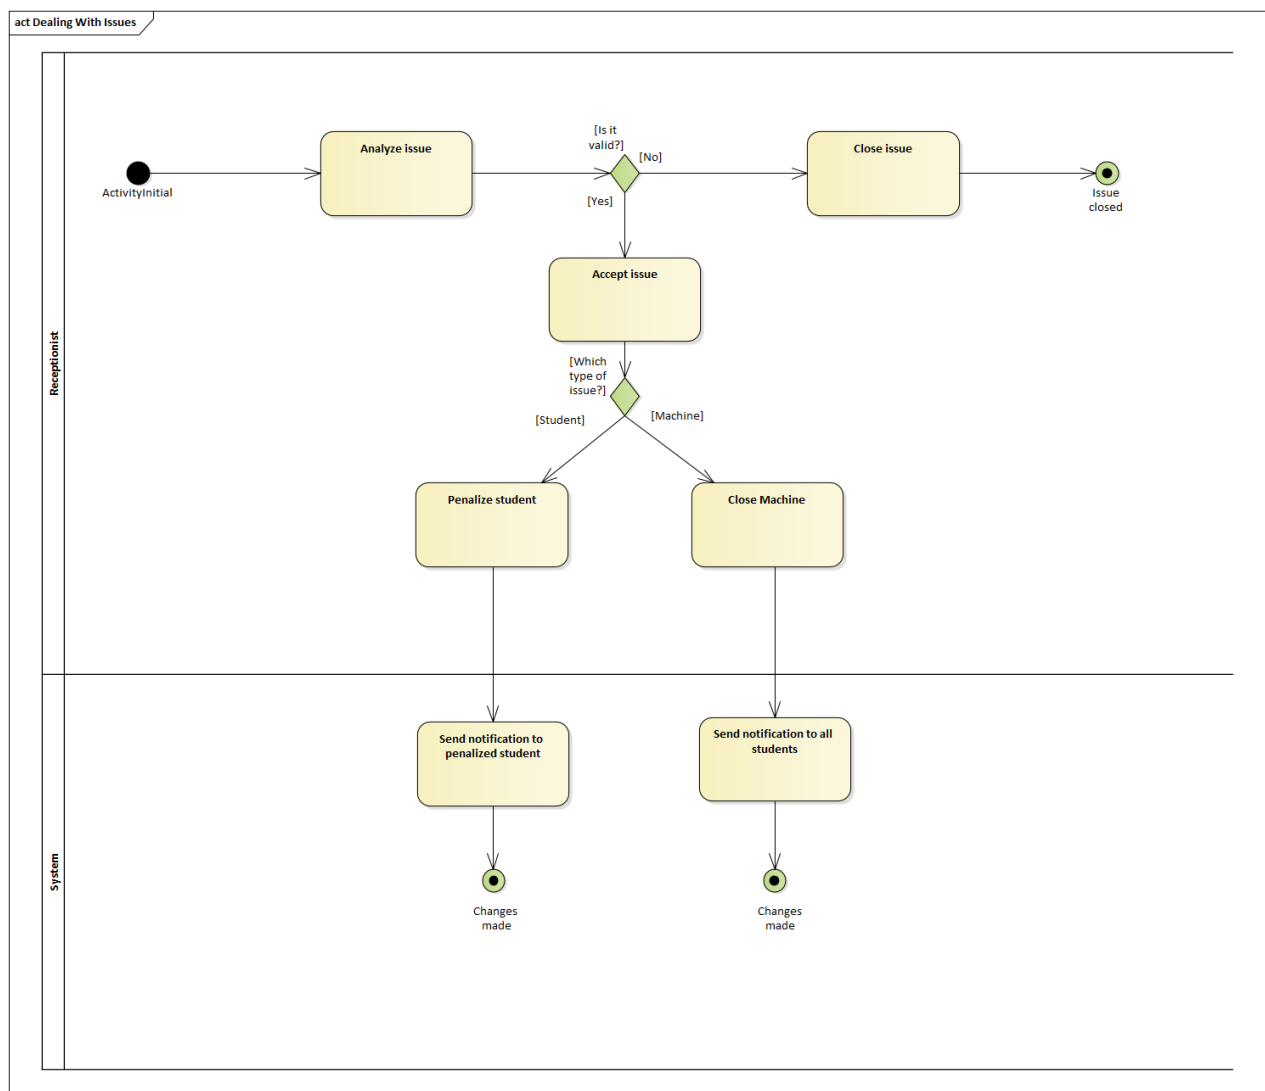 act Dealing With Issues
Receptionist
ActivityInitial
Analyze issue
[Is it
valid?]
[No]
[Yes]
Close issue
Issue
closed
Accept issue
[Which
type of
issue?]
[Student]
[Machine]
Penalize student
Close Machine
System
Send notification to
penalized student
Send notification to all
students
Changes
made
Changes
made